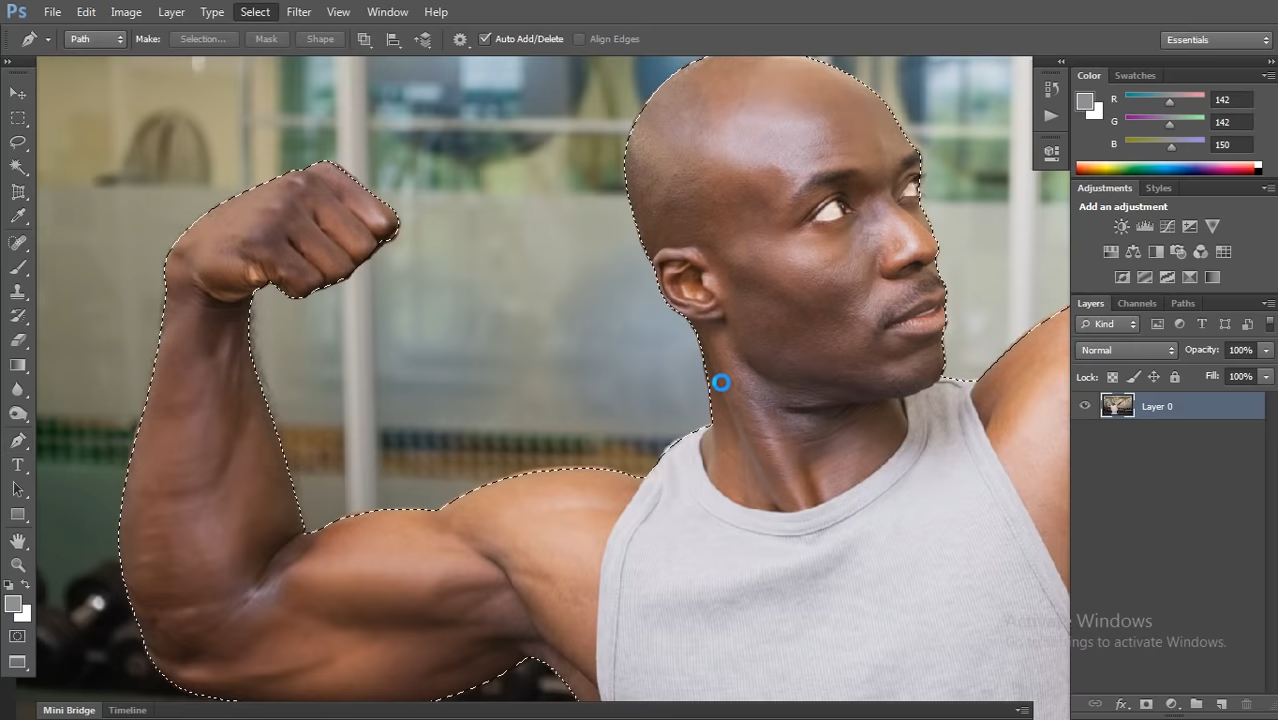 Ps File Edit Image Layer Type Select Filter View Window Help
Path Make: Selection... Mask Shape Auto Add/Delete Align Edges Essentials
Color Swatches
R 142
G 142
B 150
Adjustments Styles
Add an adjustment
Layers Channels Paths
Kind T
Normal Opacity: 100%
Lock: Fill: 100%
Layer 0
Activate Windows
Go to Settings to activate Windows.
fx
Mini Bridge Timeline